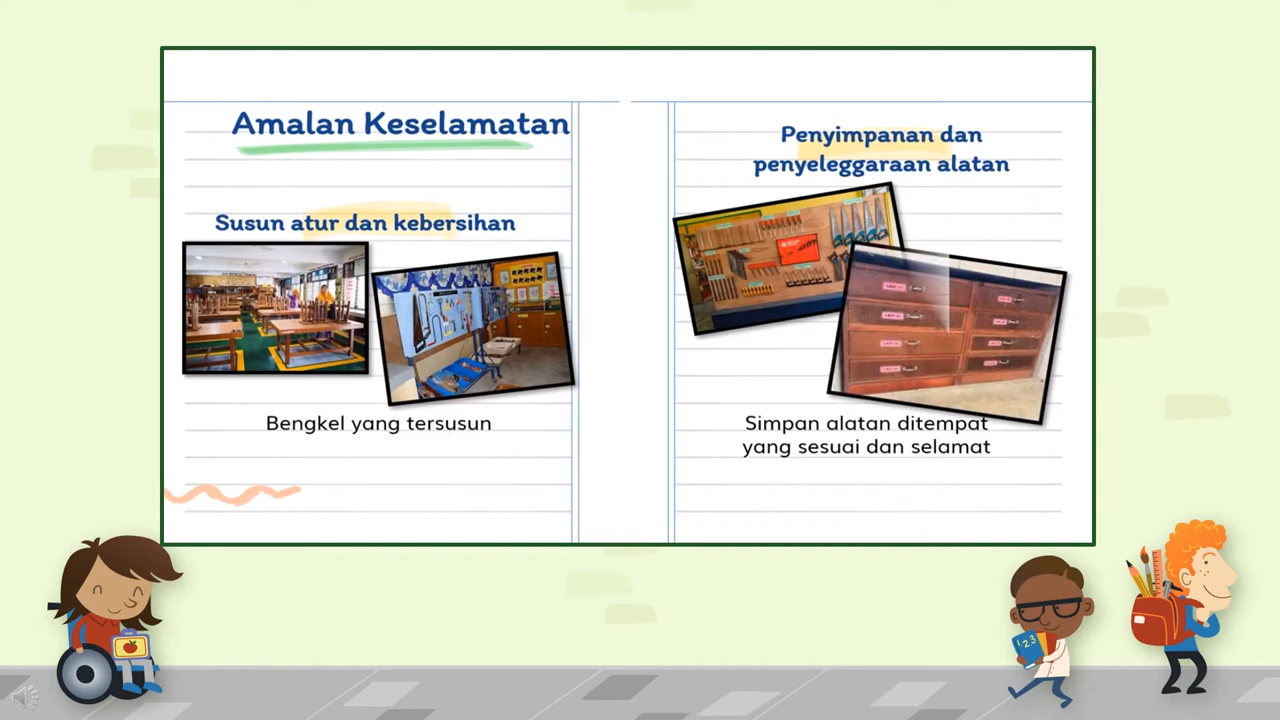 Amalan Keselamatan
Susun atur dan kebersihan
Bengkel yang tersusun
Penyimpanan dan
penyeleggaraan alatan
Simpan alatan ditempat
yang sesuai dan selamat
123